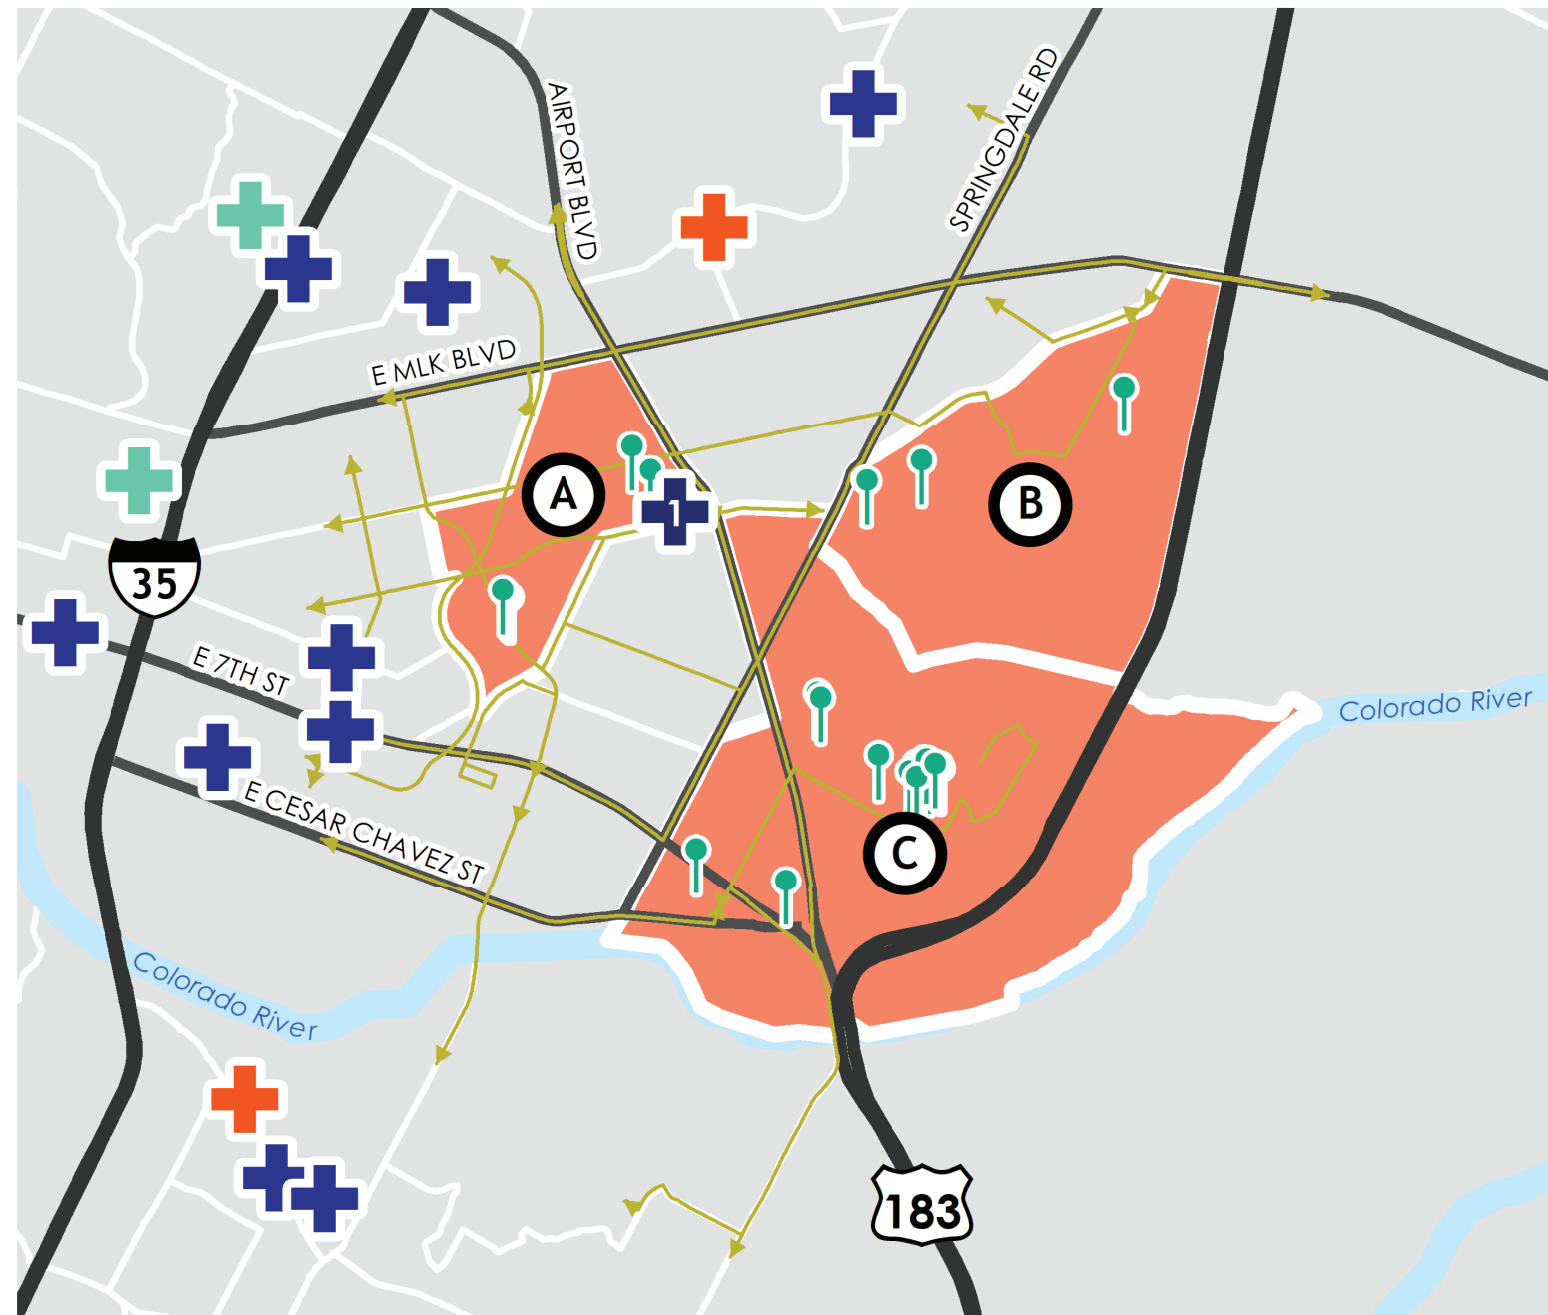 AIRPORT BLVD
SPRINGDALE RD
E MLK BLVD
A
1
B
35
E 7TH ST
Colorado River
E CESAR CHAVEZ ST
C
Colorado River
183